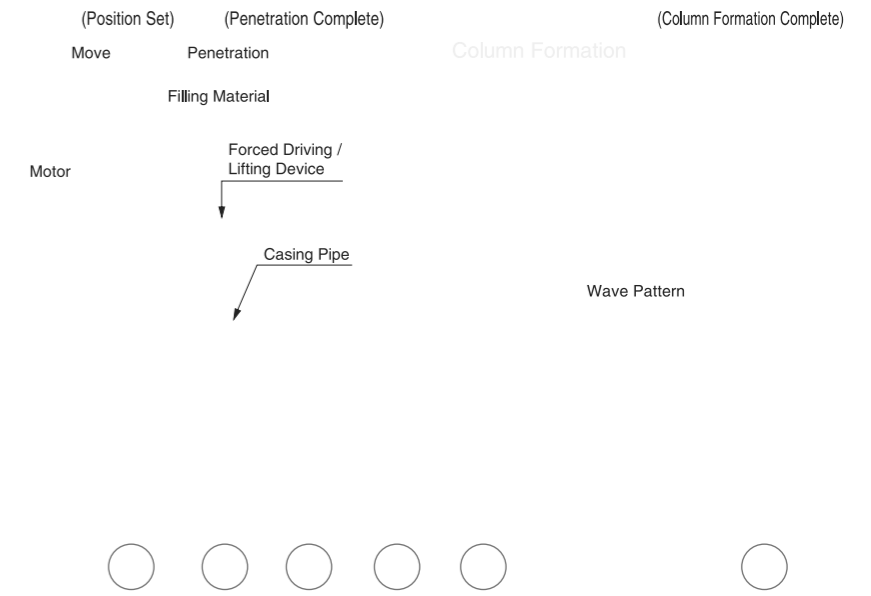 (Position Set) (Penetration Complete) (Column Formation Complete)
Move Penetration Column Formation
Filling Material
Forced Driving /
Lifting Device
Motor
Casing Pipe
Wave Pattern